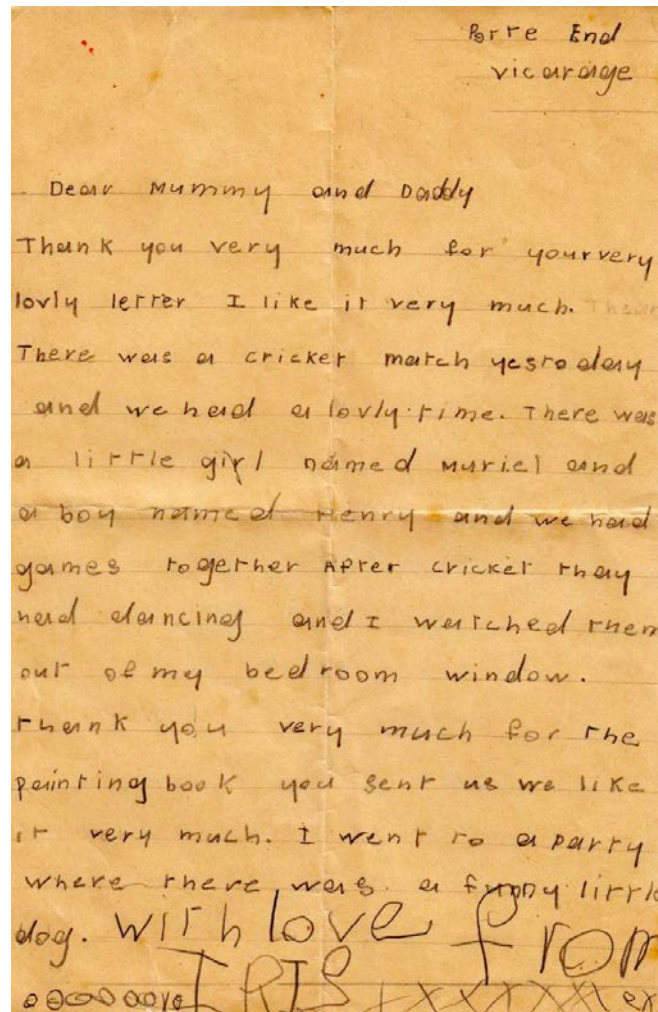 Porte End
vicarage
Dear Mummy and Daddy
Thank you very much for yourvery
lovly letter I like it very much.
There was a cricket match yestoday
and we had a lovly time. There was
a little girl named Muriel and
a boy named Henry and we had
games together After cricket thay
had dancing and I watched them
out of my bedroom window.
thank you very much for the
painting book you sent us we like
it very much. I went to a party
where there was a funny little
dog. With love from
IRIS